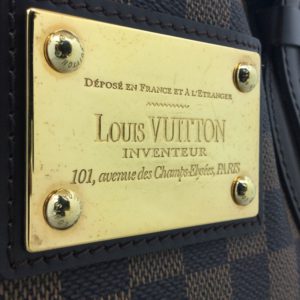 DÉPOSÉ EN FRANCE ET À L'ÉTRANGER
LOUIS VUITTON
INVENTEUR
101, avenue des Champs-Elysées, PARIS